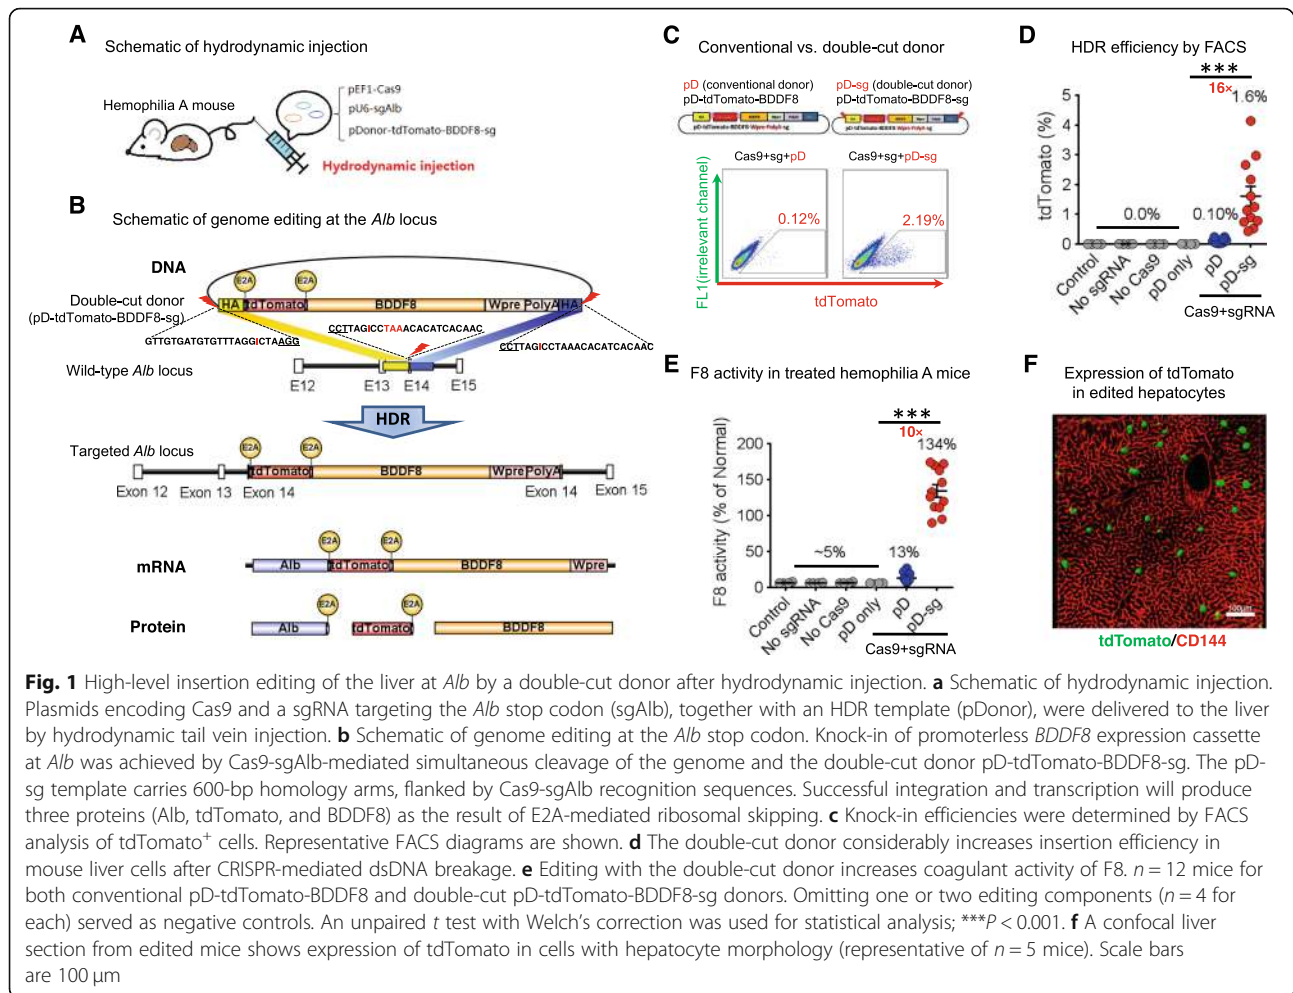 A
Schematic of hydrodynamic injection
Hemophilia A mouse
pEF1-Cas9
pU6-sgAlb
pDonor-tdTomato-BDDF8-sg
Hydrodynamic injection
B
Schematic of genome editing at the Alb locus
DNA
E2A
E2A
Double-cut donor
(pD-tdTomato-BDDF8-sg)
HA
tdTomato
BDDF8
Wpre
PolyA
HA
CCTTAGICCTAAACACATCACAAC
GTTGTGATGTGTTTAGGICTAAGG
CCTTAGICCTAAACACATCACAAC
Wild-type Alb locus
E12
E13
E14
E15
HDR
E2A
E2A
Targeted Alb locus
tdTomato
BDDF8
Wpre
PolyA
Exon 12
Exon 13
Exon 14
Exon 14
Exon 15
E2A
E2A
mRNA
Alb
tdTomato
BDDF8
Wpre
E2A
E2A
Protein
Alb
tdTomato
BDDF8
C
Conventional vs. double-cut donor
pD (conventional donor)
pD-tdTomato-BDDF8
pD-sg (double-cut donor)
pD-tdTomato-BDDF8-sg
pD-tdTomato-BDDF8-Wpre-PolyA-sg
pD-tdTomato-BDDF8-Wpre-PolyA-sg
Cas9+sg+pD
Cas9+sg+pD-sg
0.12%
2.19%
FL1(irrelevant channel)
tdTomato
D
HDR efficiency by FACS
***
16×
1.6%
tdTomato (%)
5
4
3
2
1
0
0.0%
0.10%
Control
No sgRNA
No Cas9
pD only
pD
pD-sg
Cas9+sgRNA
E
F8 activity in treated hemophilia A mice
***
10×
134%
F8 activity (% of Normal)
200
150
100
50
0
~5%
13%
Control
No sgRNA
No Cas9
pD only
pD
pD-sg
Cas9+sgRNA
F
Expression of tdTomato
in edited hepatocytes
100µm
tdTomato/CD144
Fig. 1 High-level insertion editing of the liver at Alb by a double-cut donor after hydrodynamic injection. a Schematic of hydrodynamic injection.
Plasmids encoding Cas9 and a sgRNA targeting the Alb stop codon (sgAlb), together with an HDR template (pDonor), were delivered to the liver
by hydrodynamic tail vein injection. b Schematic of genome editing at the Alb stop codon. Knock-in of promoterless BDDF8 expression cassette
at Alb was achieved by Cas9-sgAlb-mediated simultaneous cleavage of the genome and the double-cut donor pD-tdTomato-BDDF8-sg. The pD-
sg template carries 600-bp homology arms, flanked by Cas9-sgAlb recognition sequences. Successful integration and transcription will produce
three proteins (Alb, tdTomato, and BDDF8) as the result of E2A-mediated ribosomal skipping. c Knock-in efficiencies were determined by FACS
analysis of tdTomato+ cells. Representative FACS diagrams are shown. d The double-cut donor considerably increases insertion efficiency in
mouse liver cells after CRISPR-mediated dsDNA breakage. e Editing with the double-cut donor increases coagulant activity of F8. n = 12 mice for
both conventional pD-tdTomato-BDDF8 and double-cut pD-tdTomato-BDDF8-sg donors. Omitting one or two editing components (n = 4 for
each) served as negative controls. An unpaired t test with Welch's correction was used for statistical analysis; ***P < 0.001. f A confocal liver
section from edited mice shows expression of tdTomato in cells with hepatocyte morphology (representative of n = 5 mice). Scale bars
are 100 µm